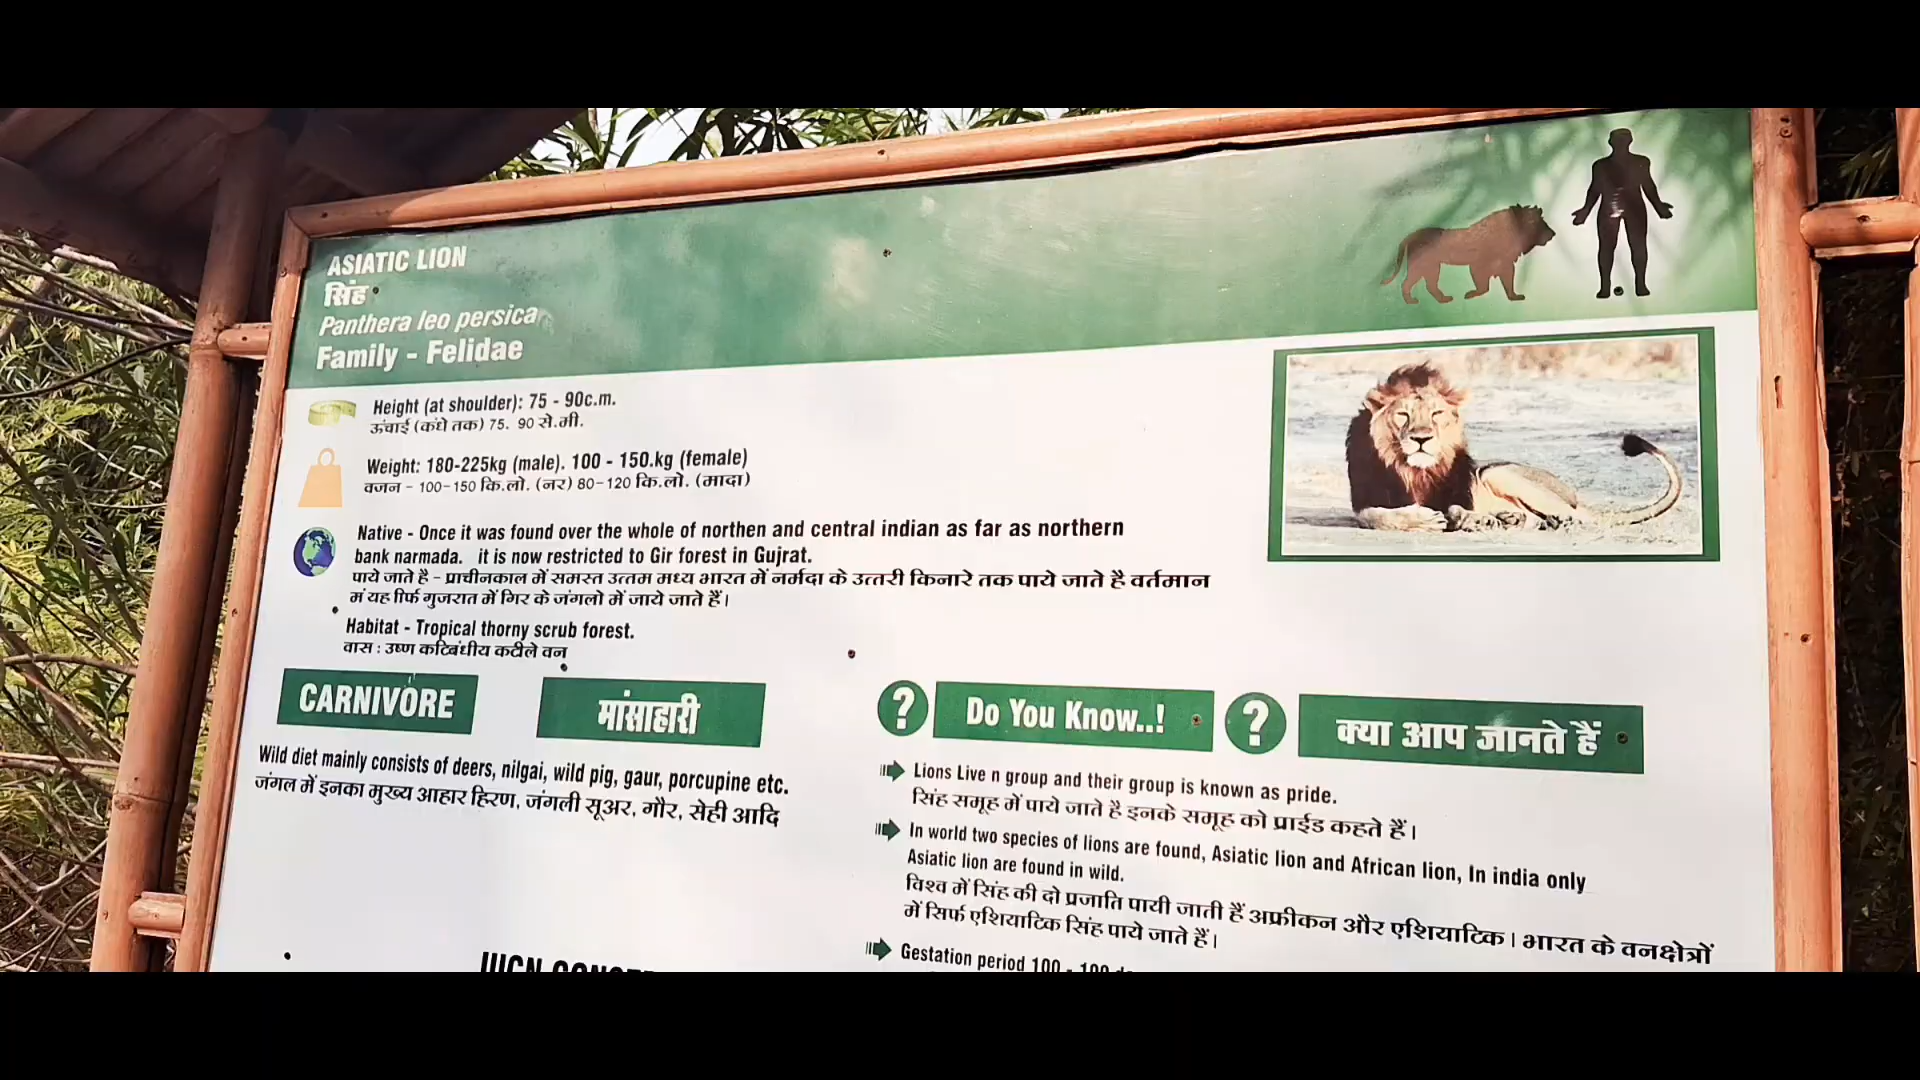 ASIATIC LION
सिंह
Panthera leo persica
Family - Felidae
Height (at shoulder): 75 - 90c.m.
ऊंचाई (कंधे तक) 75. 90 से.मी.
Weight: 180-225kg (male). 100 - 150.kg (female)
वजन - 100-150 कि.लो. (नर) 80-120 कि.लो. (मादा)
Native - Once it was found over the whole of northen and central indian as far as northern
bank narmada. it is now restricted to Gir forest in Gujrat.
पाये जाते है - प्राचीनकाल में समस्त उत्तम मध्य भारत में नर्मदा के उत्तरी किनारे तक पाये जाते है वर्तमान
यह गुजरात में गिर के जंगलो में जाये जाते हैं।
Habitat - Tropical thorny scrub forest.
वास : उष्ण कटिबंधीय कटीले वन
CARNIVORE
मांसाहारी
Wild diet mainly consists of deers, nilgai, wild pig, gaur, porcupine etc.
जंगल में इनका मुख्य आहार हिरण, जंगली सूअर, गौर, सेही आदि
? Do You Know..!
? क्या आप जानते हैं
Lions Live n group and their group is known as pride.
सिंह समूह में पाये जाते है इनके समूह को प्राईड कहते हैं।
In world two species of lions are found, Asiatic lion and African lion, In india only
Asiatic lion are found in wild.
विश्व में सिंह की दो प्रजाति पायी जाती हैं अफ्रीकन और एशियाटिक। भारत के वनक्षेत्रों
में सिर्फ एशियाटिक सिंह पाये जाते हैं।
Gestation period 100 -